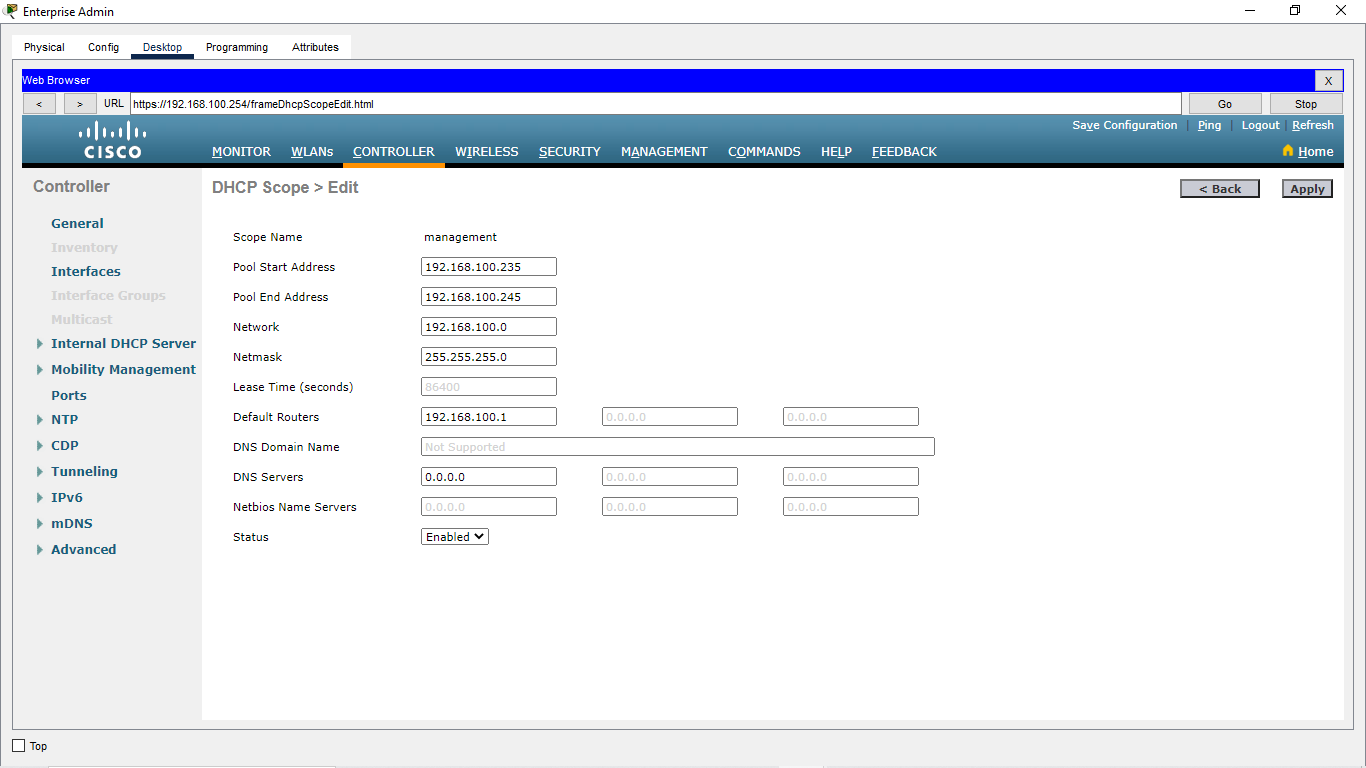 Enterprise Admin
Physical Config Desktop Programming Attributes
Web Browser X
< > URL https://192.168.100.254/frameDhcpScopeEdit.html Go Stop
Save Configuration | Ping | Logout | Refresh
CISCO MONITOR WLANs CONTROLLER WIRELESS SECURITY MANAGEMENT COMMANDS HELP FEEDBACK Home
Controller
General
Inventory
Interfaces
Interface Groups
Multicast
Internal DHCP Server
Mobility Management
Ports
NTP
CDP
Tunneling
IPv6
mDNS
Advanced
DHCP Scope > Edit < Back Apply
Scope Name management
Pool Start Address 192.168.100.235
Pool End Address 192.168.100.245
Network 192.168.100.0
Netmask 255.255.255.0
Lease Time (seconds) 86400
Default Routers 192.168.100.1 0.0.0.0 0.0.0.0
DNS Domain Name Not Supported
DNS Servers 0.0.0.0 0.0.0.0 0.0.0.0
Netbios Name Servers 0.0.0.0 0.0.0.0 0.0.0.0
Status Enabled
Top